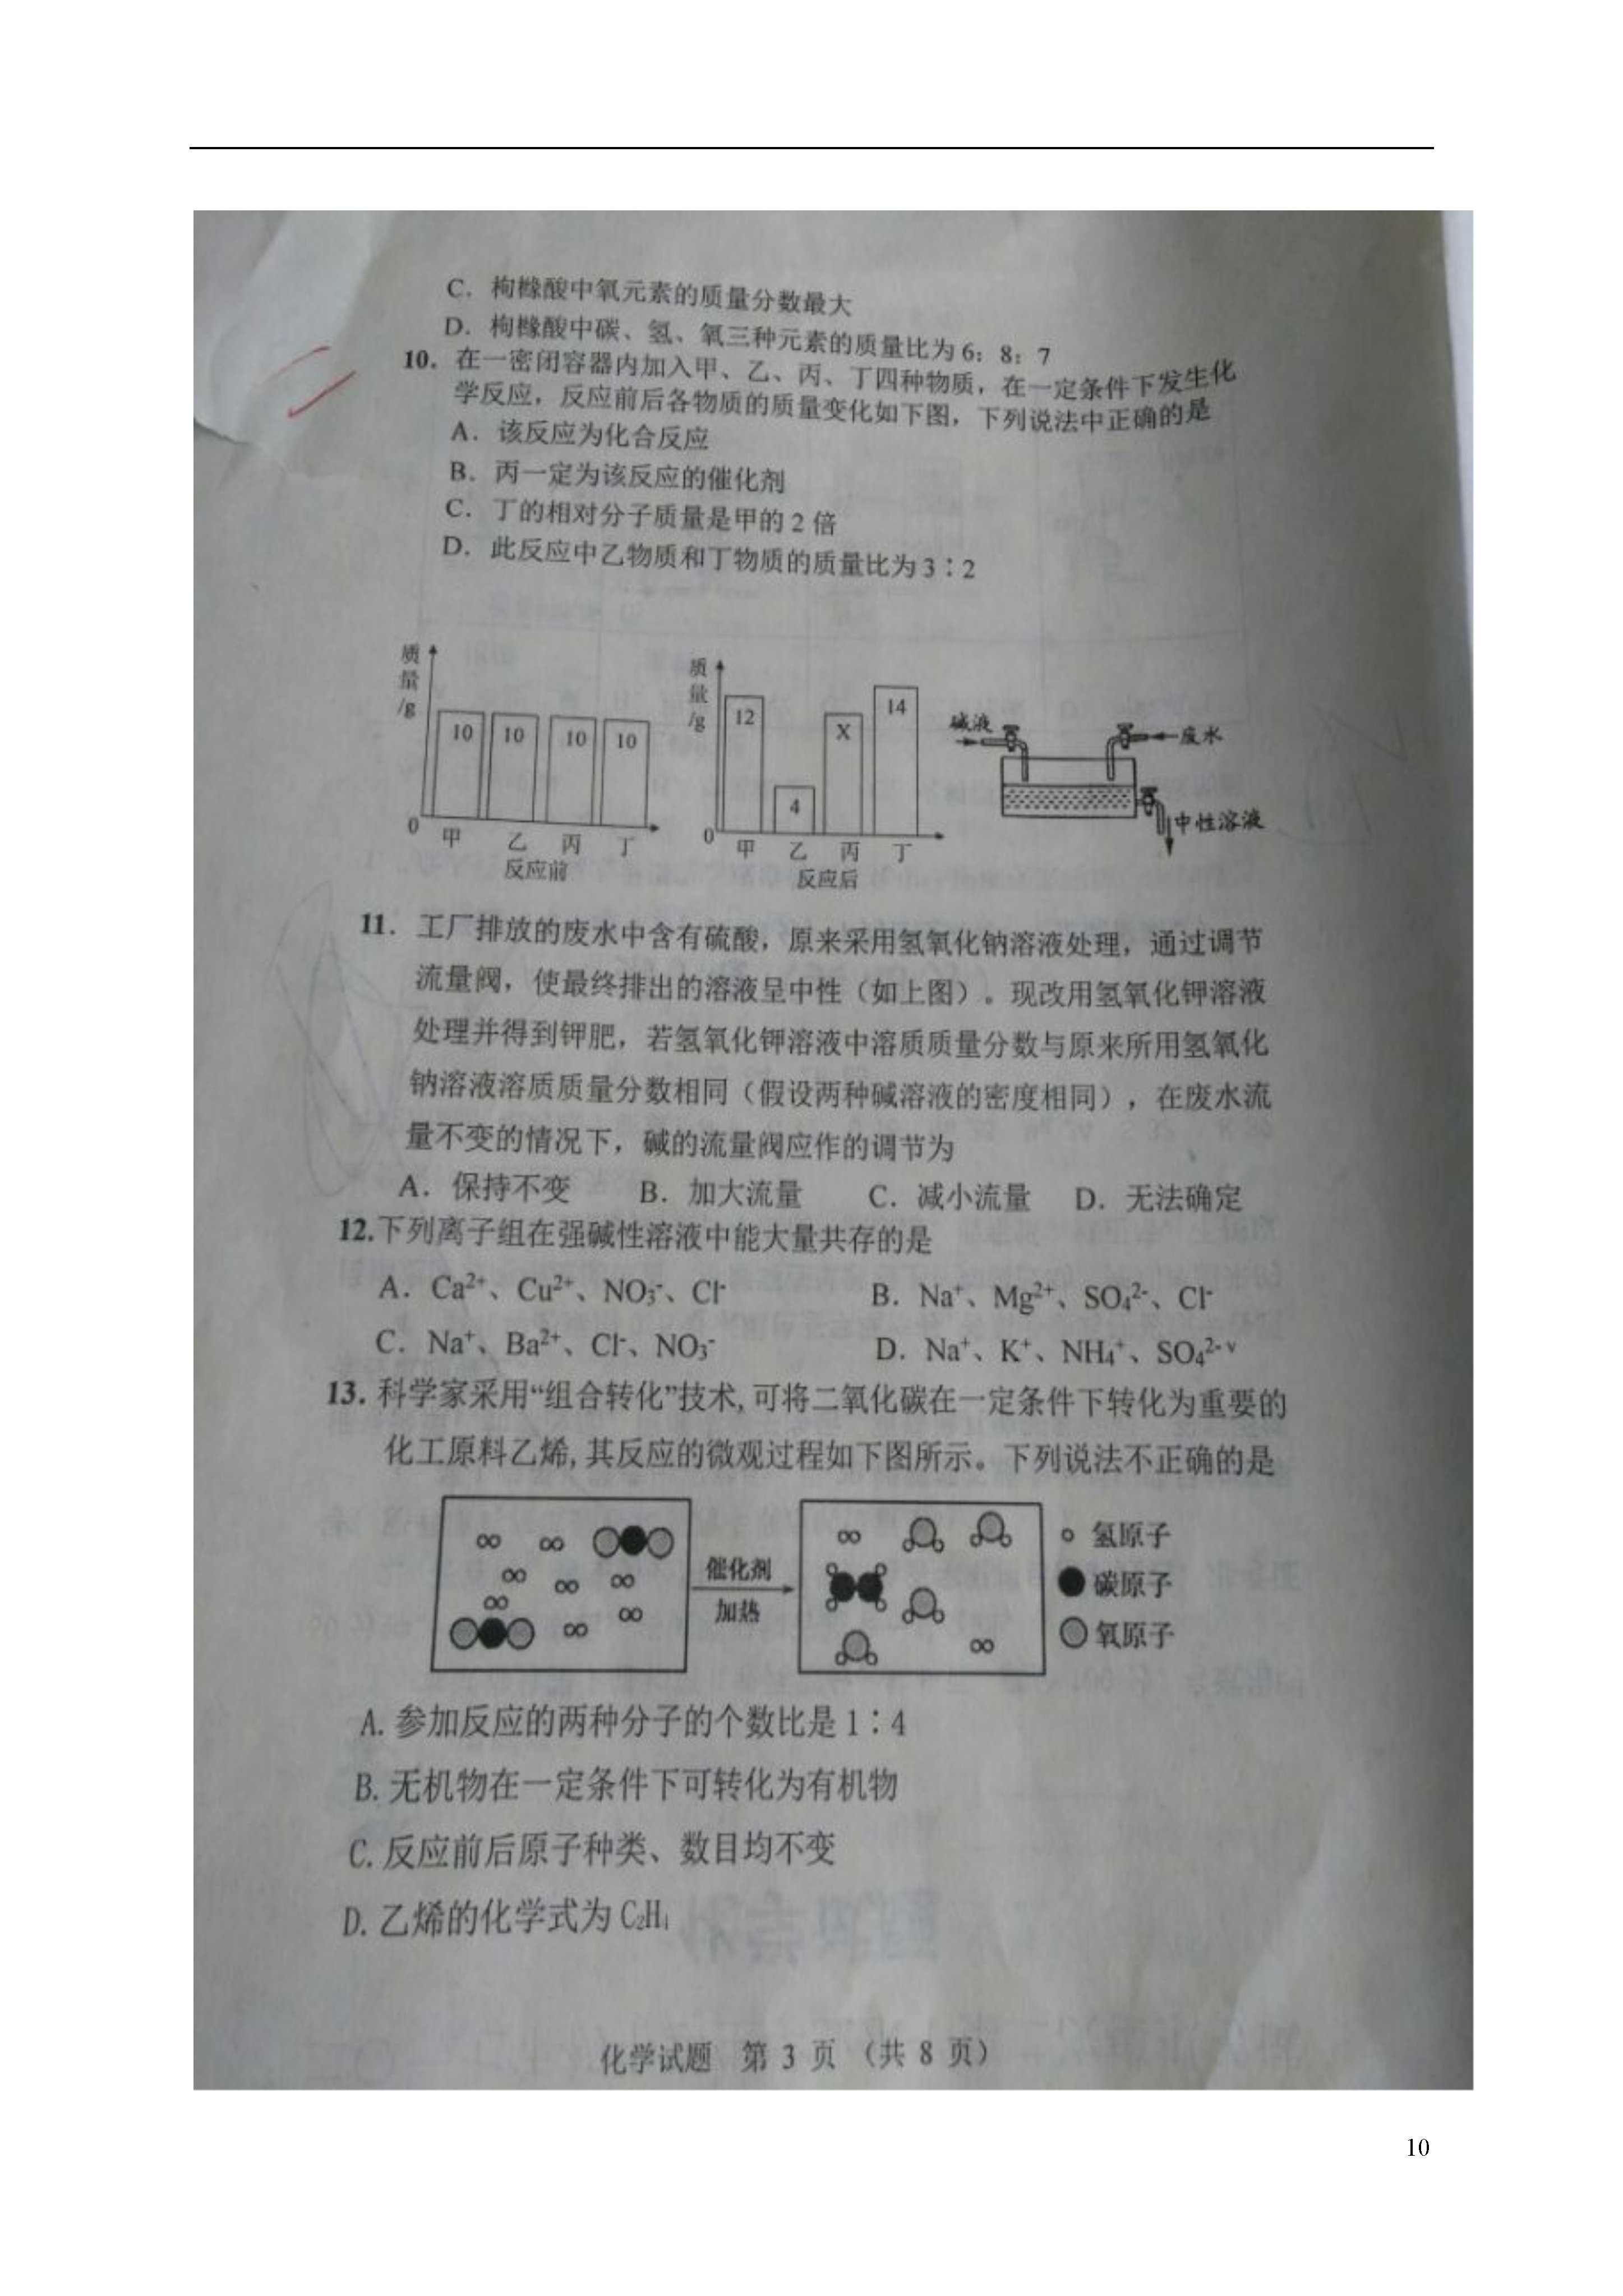 C. 枸橼酸中氧元素的质量分数最大
D. 枸橼酸中碳、氢、氧三种元素的质量比为 6：8：7
10. 在一密闭容器内加入甲、乙、丙、丁四种物质，在一定条件下发生化
学反应，反应前后各物质的质量变化如下图，下列说法中正确的是
A. 该反应为化合反应
B. 丙一定为该反应的催化剂
C. 丁的相对分子质量是甲的 2 倍
D. 此反应中乙物质和丁物质的质量比为 3∶2
质量/g
10 10 10 10
0 甲 乙 丙 丁
反应前
质量/g
12 4 X 14
0 甲 乙 丙 丁
反应后
碱液
废水
中性溶液
11. 工厂排放的废水中含有硫酸，原来采用氢氧化钠溶液处理，通过调节
流量阀，使最终排出的溶液呈中性（如上图）。现改用氢氧化钾溶液
处理并得到钾肥，若氢氧化钾溶液中溶质质量分数与原来所用氢氧化
钠溶液溶质质量分数相同（假设两种碱溶液的密度相同），在废水流
量不变的情况下，碱的流量阀应作的调节为
A. 保持不变 B. 加大流量 C. 减小流量 D. 无法确定
12.下列离子组在强碱性溶液中能大量共存的是
A. Ca²⁺、Cu²⁺、NO₃⁻、Cl⁻ B. Na⁺、Mg²⁺、SO₄²⁻、Cl⁻
C. Na⁺、Ba²⁺、Cl⁻、NO₃⁻ D. Na⁺、K⁺、NH₄⁺、SO₄²⁻ v
13. 科学家采用“组合转化”技术,可将二氧化碳在一定条件下转化为重要的
化工原料乙烯,其反应的微观过程如下图所示。下列说法不正确的是
催化剂
加热
氢原子
碳原子
氧原子
A. 参加反应的两种分子的个数比是 1∶4
B. 无机物在一定条件下可转化为有机物
C. 反应前后原子种类、数目均不变
D. 乙烯的化学式为 C₂H₄
化学试题 第 3 页 （共 8 页）
10